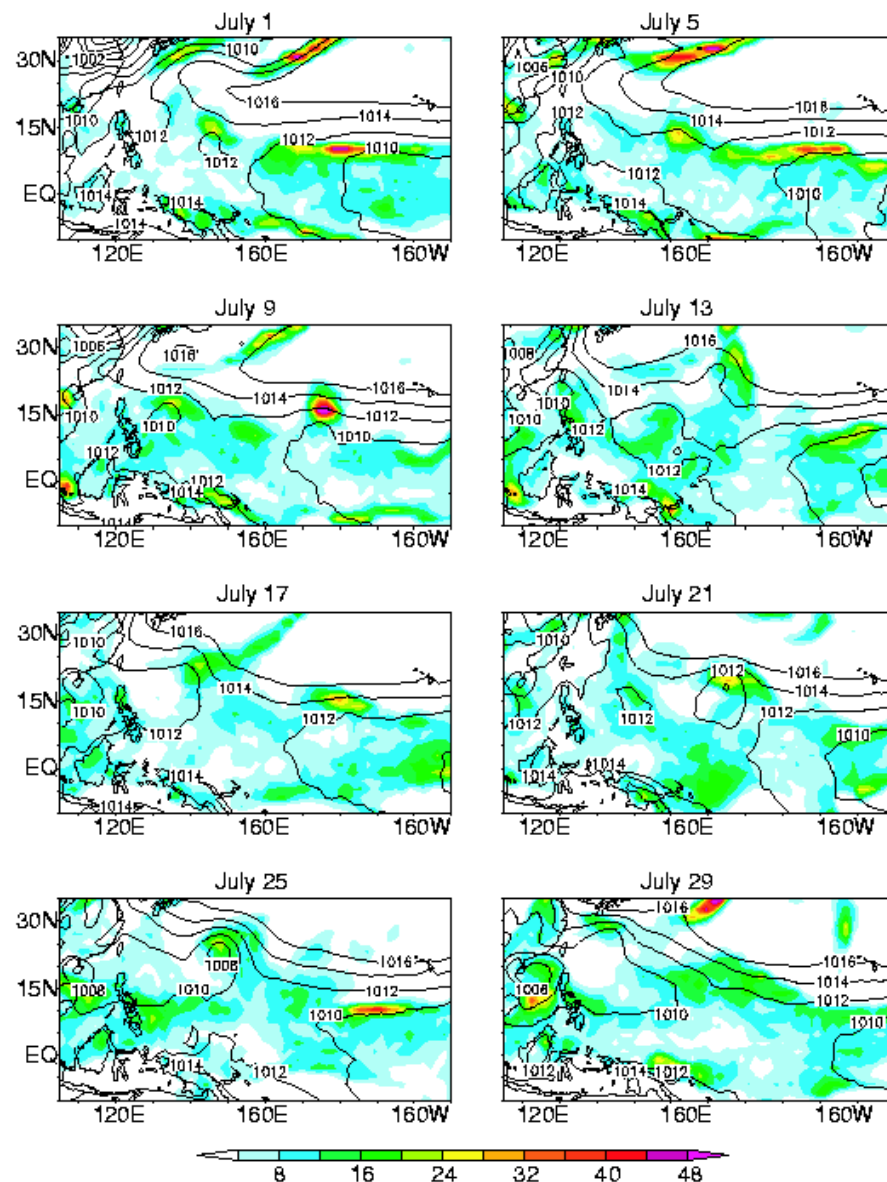 July 1 July 5
30N 1002 1010 1016 1014 1006 1010 1018 1014
15N 1010 1012 1012 1012 1010 1012 1012
EQ 1014 1014 1014 1012 1014 1010
120E 160E 160W 120E 160E 160W
July 9 July 13
30N 1006 1016 1014 1016 1008 1016 1014
15N 1010 1012 1010 1012 1010 1010 1010 1012
EQ 1012 1012 1014 1014 1012 1014
120E 160E 160W 120E 160E 160W
July 17 July 21
30N 1010 1016 1014 1010 1012 1016 1014
15N 1010 1012 1012 1012 1012 1012 1010
EQ 1014 1014 1014 1014
120E 160E 160W 120E 160E 160W
July 25 July 29
30N 1008 1016 1012 1016 1016 1014 1012
15N 1008 1010 1010 1006 1010 1010
EQ 1014 1012 1012 1014 1012
120E 160E 160W 120E 160E 160W
8 16 24 32 40 48